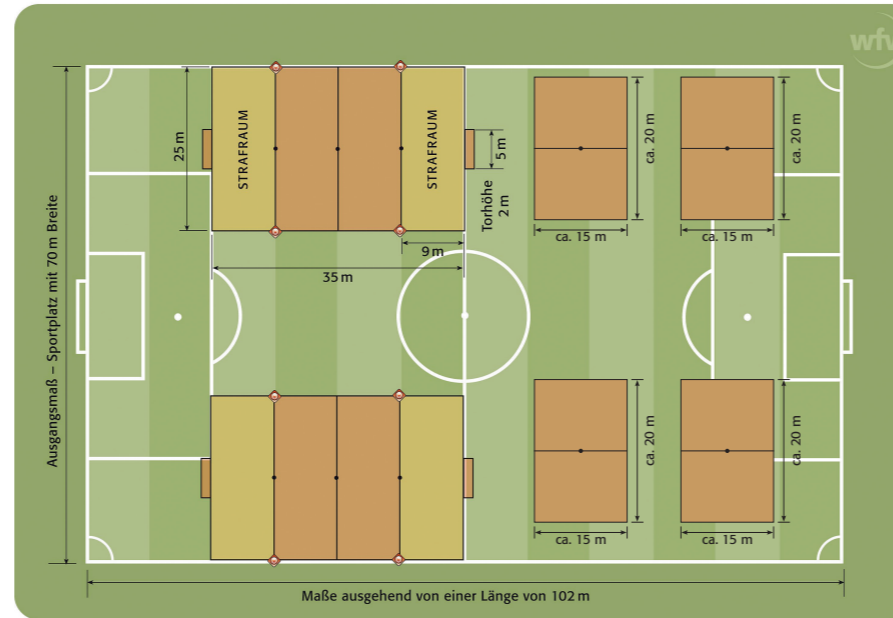 wfv
Ausgangsmaß – Sportplatz mit 70 m Breite
25 m
STRAFRAUM
STRAFRAUM
5 m
Torhöhe
2 m
9 m
35 m
ca. 20 m
ca. 15 m
ca. 20 m
ca. 15 m
ca. 20 m
ca. 15 m
ca. 20 m
ca. 15 m
Maße ausgehend von einer Länge von 102 m